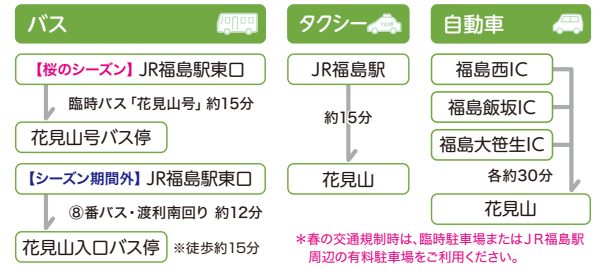 バス
【桜のシーズン】JR福島駅東口
臨時バス「花見山号」約15分
花見山号バス停
【シーズン期間外】JR福島駅東口
⑧番バス・渡利南回り 約12分
花見山入口バス停 ※徒歩約15分
タクシー
TAXI
JR福島駅
約15分
花見山
自動車
福島西IC
福島飯坂IC
福島大笹生IC
各約30分
花見山
＊春の交通規制時は、臨時駐車場またはJR福島駅
周辺の有料駐車場をご利用ください。